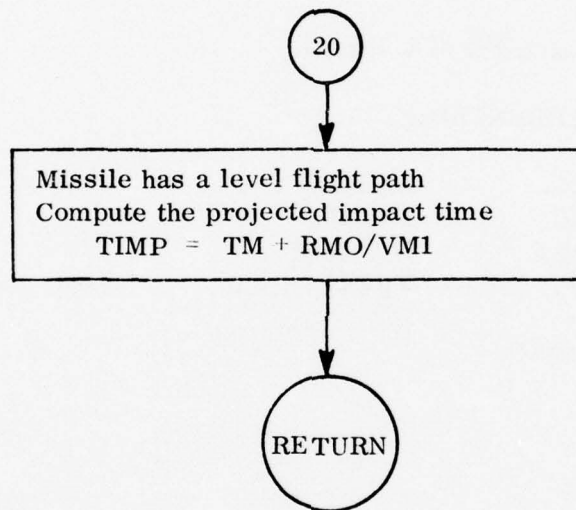 20
Missile has a level flight path
Compute the projected impact time
TIMP = TM + RMO/VM1
RETURN